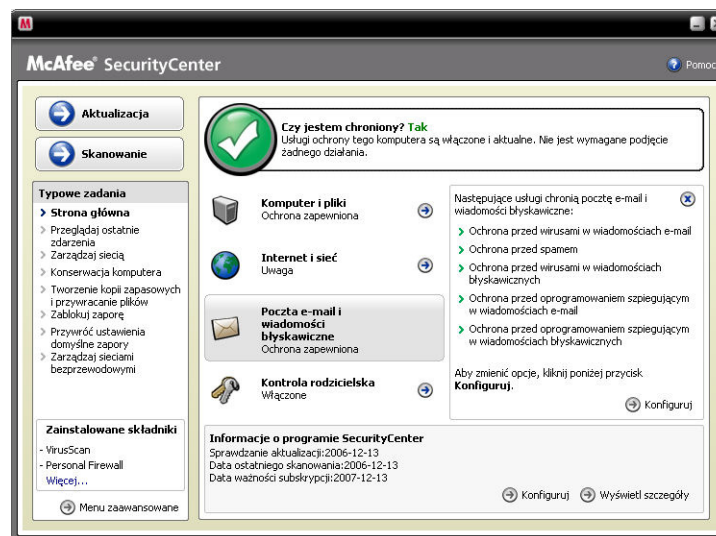 McAfee® SecurityCenter
Pomoc
Aktualizacja
Skanowanie
Typowe zadania
Strona główna
Przeglądaj ostatnie
zdarzenia
Zarządzaj siecią
Konserwacja komputera
Tworzenie kopii zapasowych
i przywracanie plików
Zablokuj zaporę
Przywróć ustawienia
domyślne zapory
Zarządzaj sieciami
bezprzewodowymi
Zainstalowane składniki
- VirusScan
- Personal Firewall
Więcej...
Menu zaawansowane
Czy jestem chroniony? Tak
Usługi ochrony tego komputera są włączone i aktualne. Nie jest wymagane podjęcie
żadnego działania.
Komputer i pliki
Ochrona zapewniona
Internet i sieć
Uwaga
Poczta e-mail i
wiadomości
błyskawiczne
Ochrona zapewniona
Kontrola rodzicielska
Włączone
Następujące usługi chronią pocztę e-mail i
wiadomości błyskawiczne:
Ochrona przed wirusami w wiadomościach e-mail
Ochrona przed spamem
Ochrona przed wirusami w wiadomościach
błyskawicznych
Ochrona przed oprogramowaniem szpiegującym
w wiadomościach e-mail
Ochrona przed oprogramowaniem szpiegującym
w wiadomościach błyskawicznych
Aby zmienić opcje, kliknij poniżej przycisk
Konfiguruj.
Konfiguruj
Informacje o programie SecurityCenter
Sprawdzanie aktualizacji:2006-12-13
Data ostatniego skanowania:2006-12-13
Data ważności subskrypcji:2007-12-13
Konfiguruj
Wyświetl szczegóły